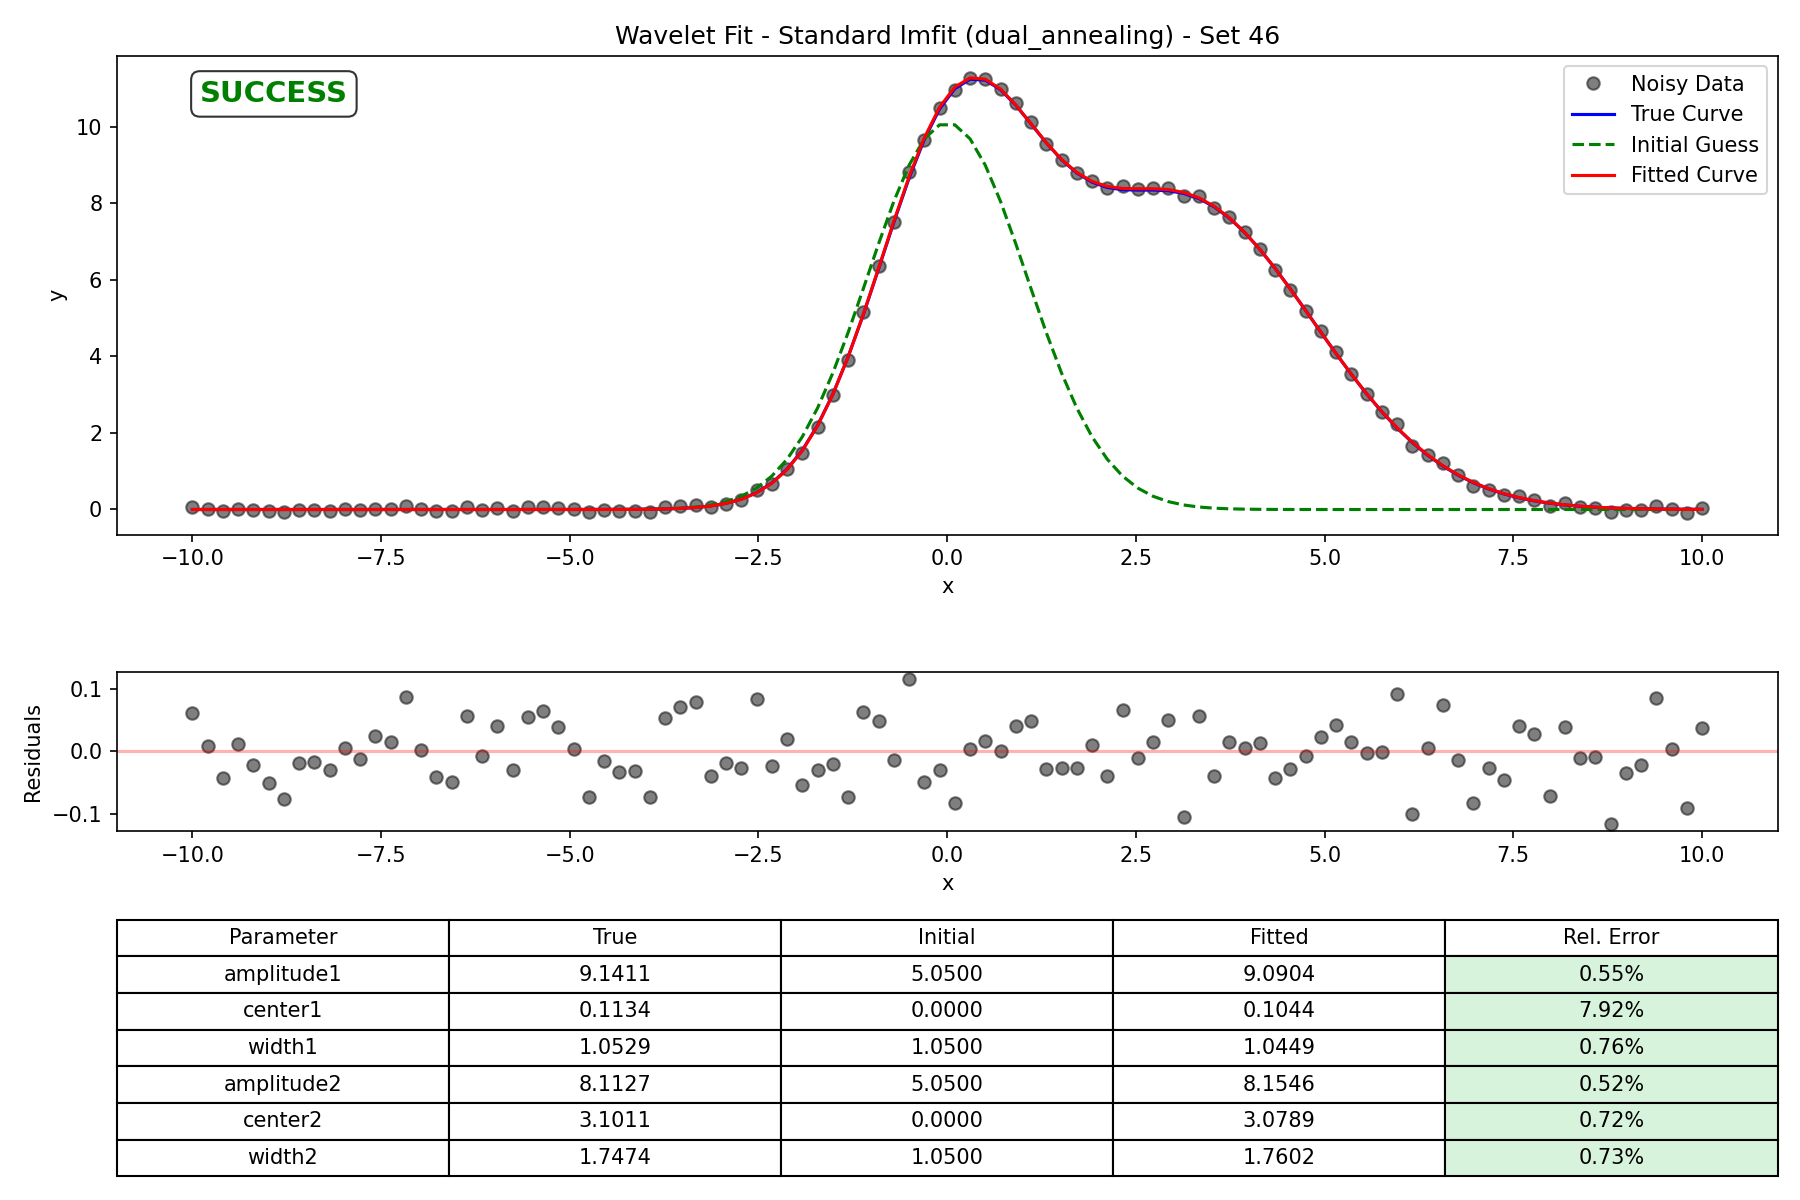 Wavelet Fit - Standard lmfit (dual_annealing) - Set 46
SUCCESS
Noisy Data
True Curve
Initial Guess
Fitted Curve
y
10
8
6
4
2
0
−10.0 −7.5 −5.0 −2.5 0.0 2.5 5.0 7.5 10.0
x
Residuals
0.1
0.0
−0.1
−10.0 −7.5 −5.0 −2.5 0.0 2.5 5.0 7.5 10.0
x
Parameter True Initial Fitted Rel. Error
amplitude1 9.1411 5.0500 9.0904 0.55%
center1 0.1134 0.0000 0.1044 7.92%
width1 1.0529 1.0500 1.0449 0.76%
amplitude2 8.1127 5.0500 8.1546 0.52%
center2 3.1011 0.0000 3.0789 0.72%
width2 1.7474 1.0500 1.7602 0.73%